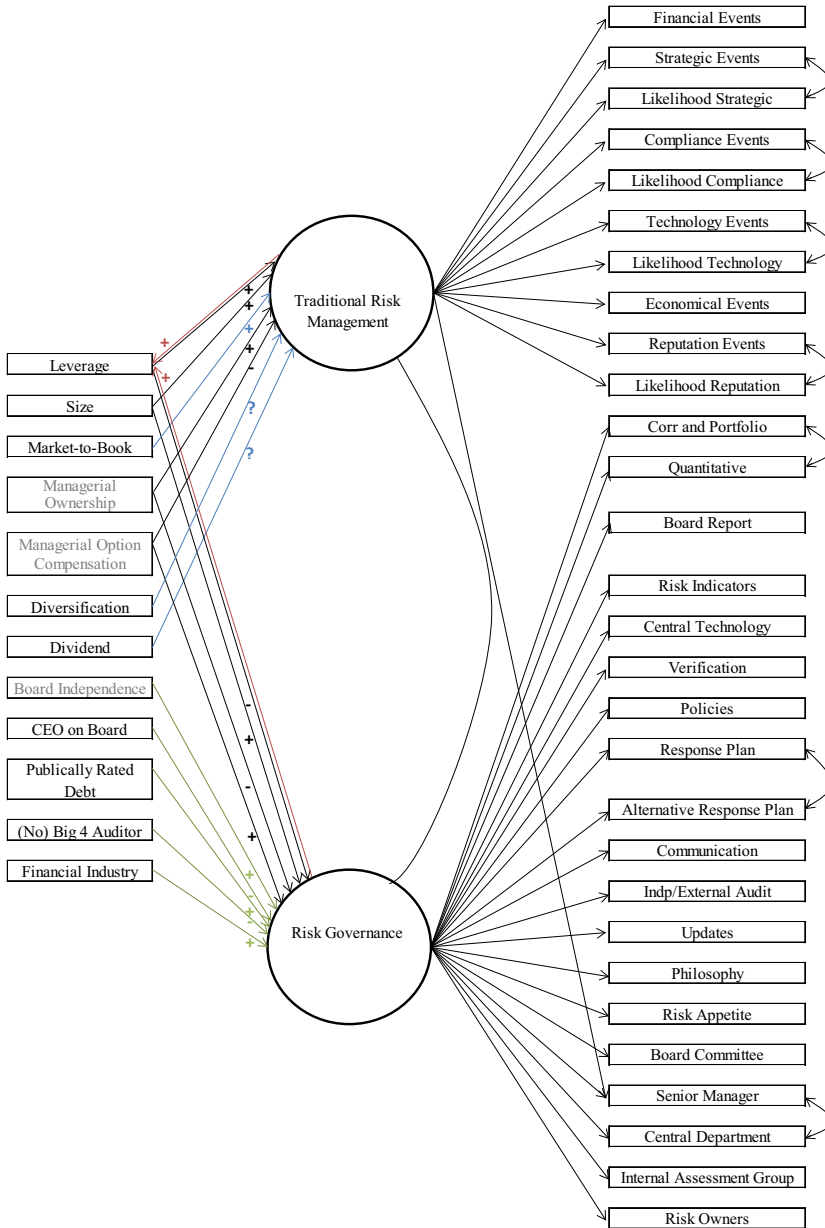 Financial Events
Strategic Events
Likelihood Strategic
Compliance Events
Likelihood Compliance
Technology Events
Likelihood Technology
Economical Events
Reputation Events
Likelihood Reputation
Corr and Portfolio
Quantitative
Board Report
Risk Indicators
Central Technology
Verification
Policies
Response Plan
Alternative Response Plan
Communication
Indp/External Audit
Updates
Philosophy
Risk Appetite
Board Committee
Senior Manager
Central Department
Internal Assessment Group
Risk Owners
Traditional Risk
Management
+
+
+
+
-
?
?
+
+
Leverage
Size
Market-to-Book
Managerial
Ownership
Managerial Option
Compensation
Diversification
Dividend
Board Independence
CEO on Board
Publically Rated
Debt
(No) Big 4 Auditor
Financial Industry
-
+
-
+
+
-
+
-
+
Risk Governance